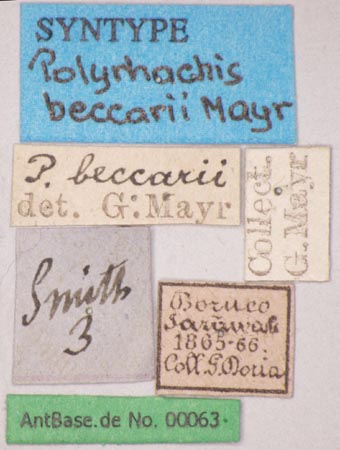 SYNTYPE
Polyrhachis
beccarii Mayr
P. beccarii
det. G. Mayr
Collect.
G. Mayr
Smith
3
Borneo
Sarawak
1865-66.
Coll. G. Doria
AntBase.de No. 00063